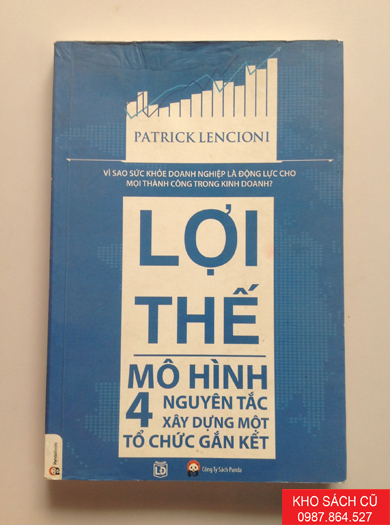 PATRICK LENCIONI
VÌ SAO SỨC KHỎE DOANH NGHIỆP LÀ ĐỘNG LỰC CHO
MỌI THÀNH CÔNG TRONG KINH DOANH?
LỢI
THẾ
MÔ HÌNH
4 NGUYÊN TẮC
XÂY DỰNG MỘT
TỔ CHỨC GẮN KẾT
LĐ
Công Ty Sách Panda
KHO SÁCH CŨ
0987.864.527